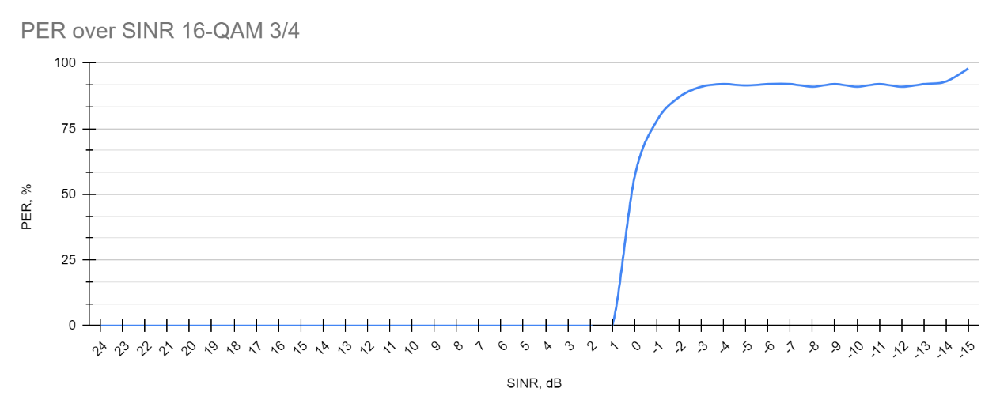 PER over SINR 16-QAM 3/4
100
75
50
25
0
PER, %
24 23 22 21 20 19 18 17 16 15 14 13 12 11 10 9 8 7 6 5 4 3 2 1 0 -1 -2 -3 -4 -5 -6 -7 -8 -9 -10 -11 -12 -13 -14 -15
SINR, dB